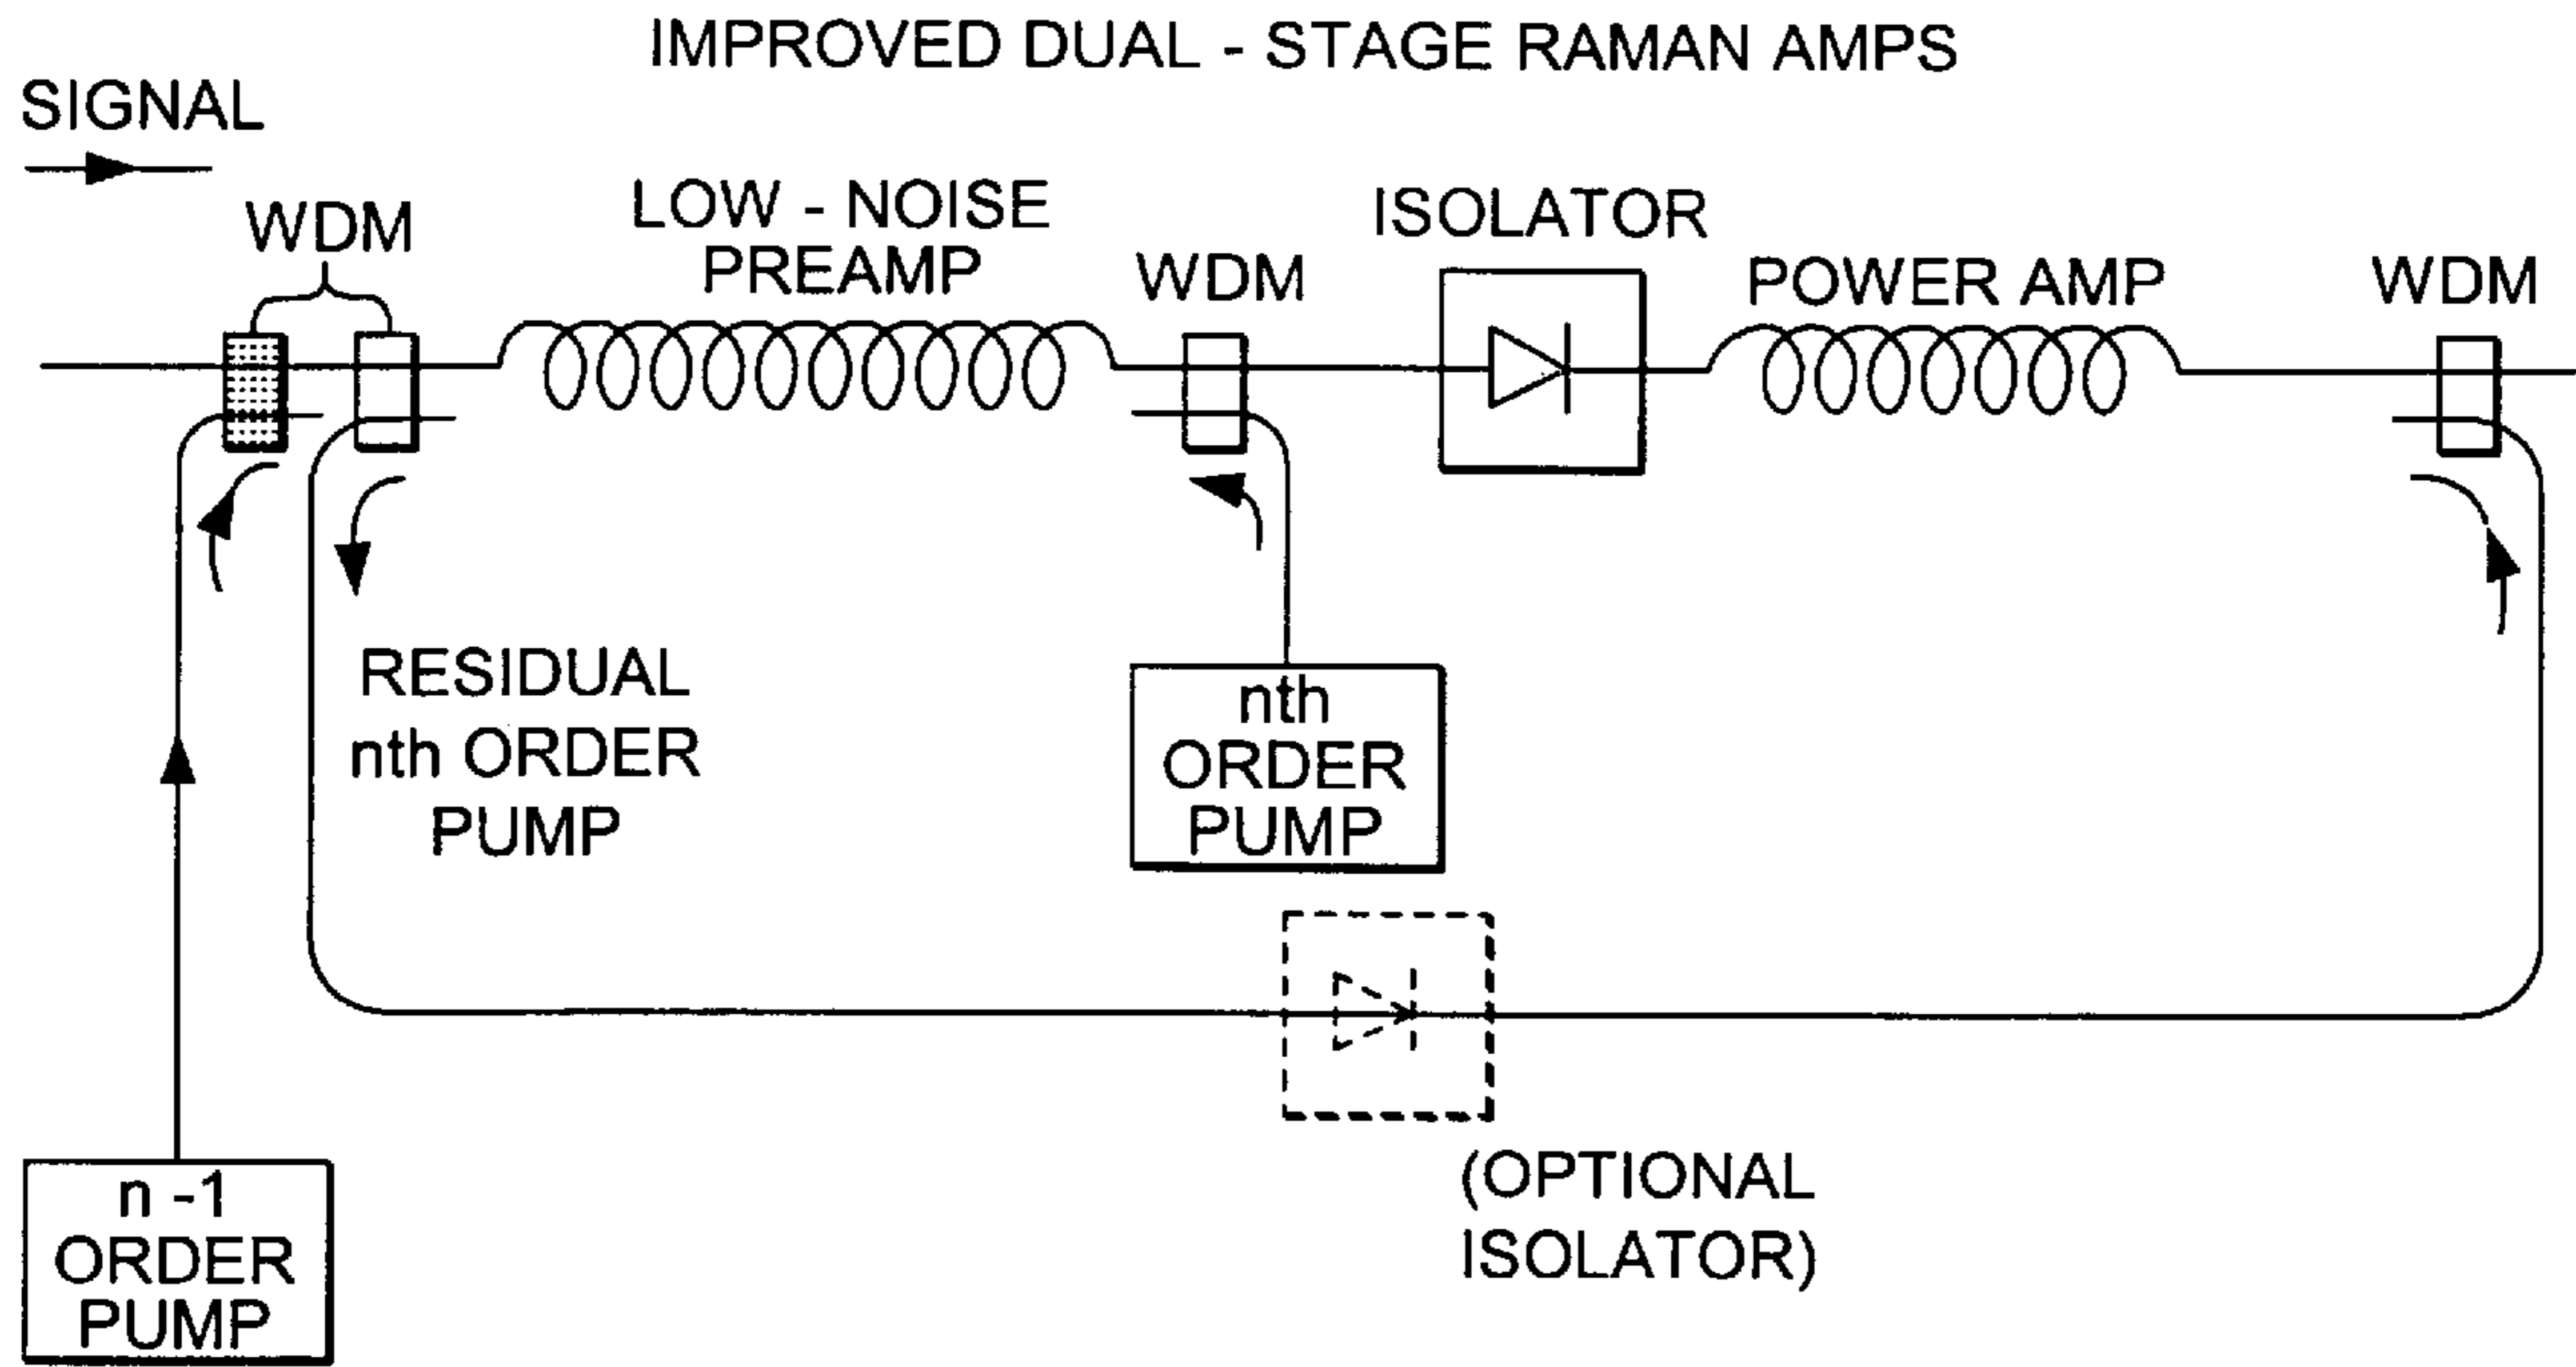 IMPROVED DUAL - STAGE RAMAN AMPS
SIGNAL
WDM
LOW - NOISE
PREAMP
WDM
ISOLATOR
POWER AMP
WDM
RESIDUAL
nth ORDER
PUMP
nth
ORDER
PUMP
(OPTIONAL
ISOLATOR)
n -1
ORDER
PUMP